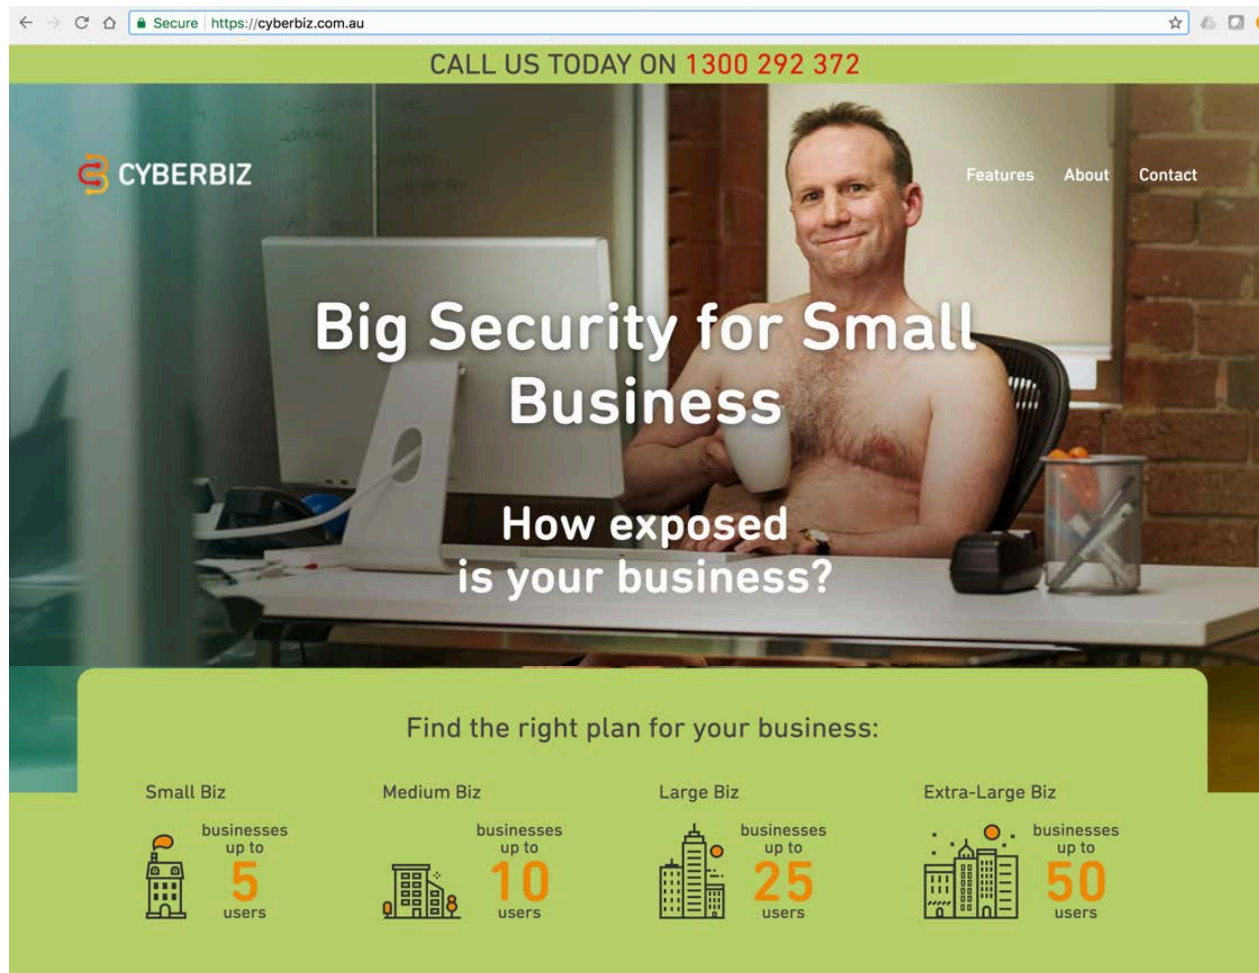 Secure https://cyberbiz.com.au
CALL US TODAY ON 1300 292 372
CYBERBIZ
Features About Contact
Big Security for Small
Business
How exposed
is your business?
Find the right plan for your business:
Small Biz
businesses
up to
5
users
Medium Biz
businesses
up to
10
users
Large Biz
businesses
up to
25
users
Extra-Large Biz
businesses
up to
50
users